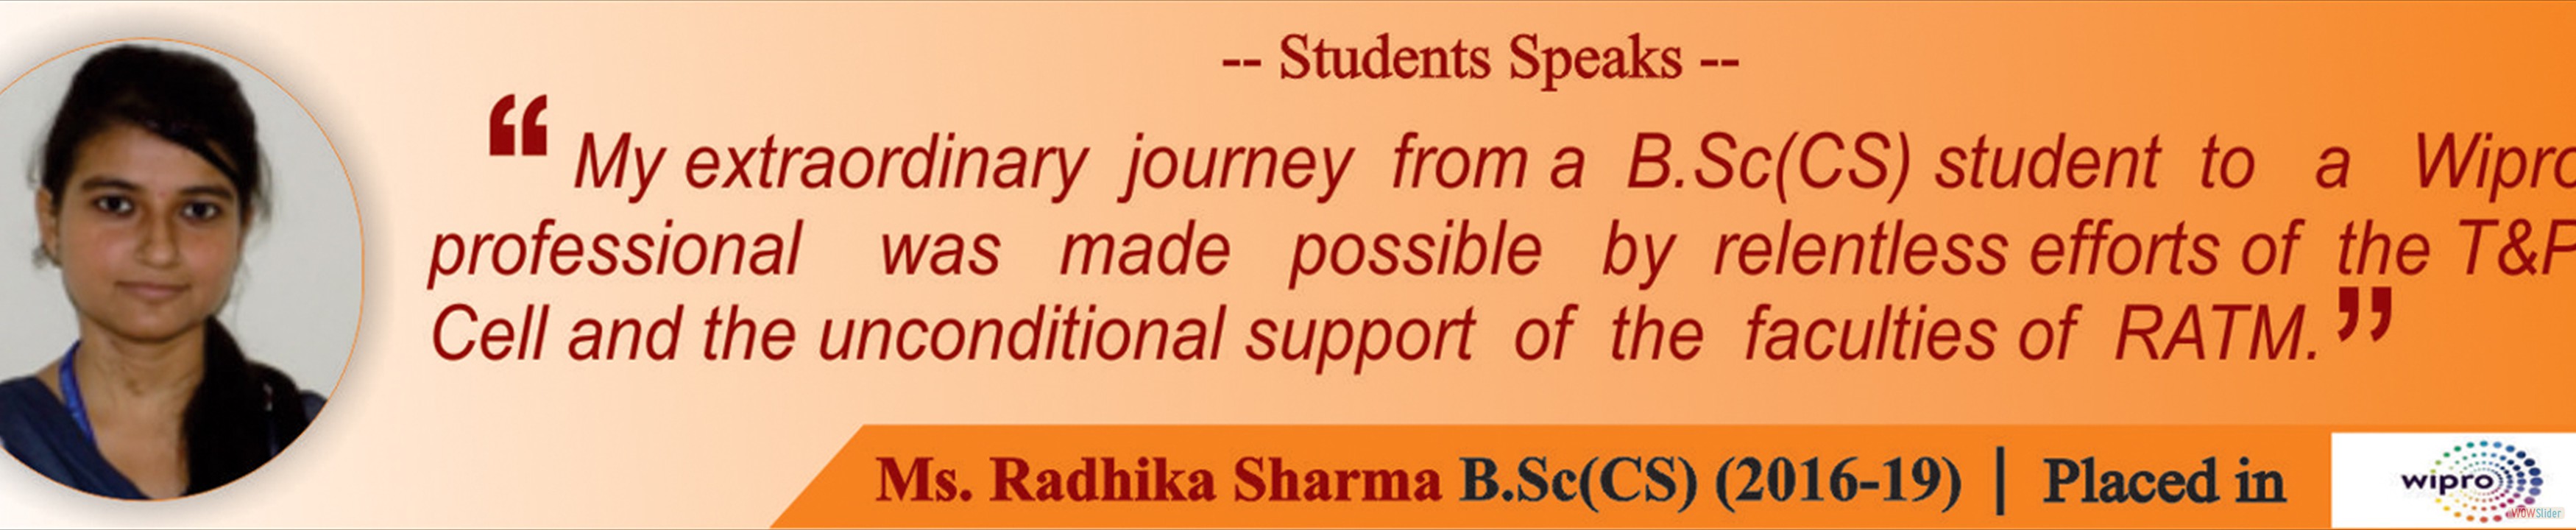 -- Students Speaks --
“ My extraordinary journey from a B.Sc(CS) student to a Wipro
professional was made possible by relentless efforts of the T&P
Cell and the unconditional support of the faculties of RATM.”
Ms. Radhika Sharma B.Sc(CS) (2016-19) | Placed in
wipro
WOWSlider